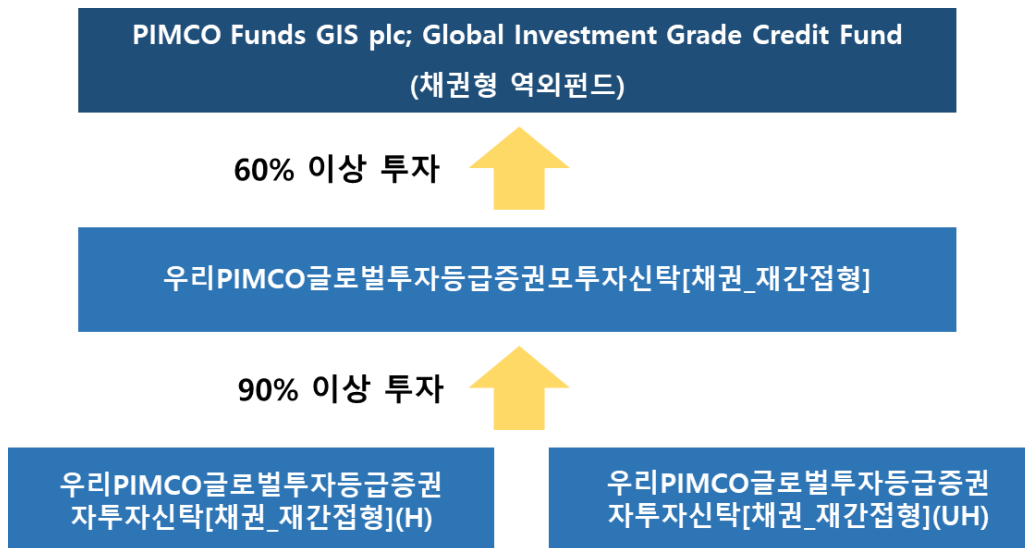 PIMCO Funds GIS plc; Global Investment Grade Credit Fund
(채권형 역외펀드)
60% 이상 투자
우리PIMCO글로벌투자등급증권모투자신탁[채권_재간접형]
90% 이상 투자
우리PIMCO글로벌투자등급증권
자투자신탁[채권_재간접형](H)
우리PIMCO글로벌투자등급증권
자투자신탁[채권_재간접형](UH)